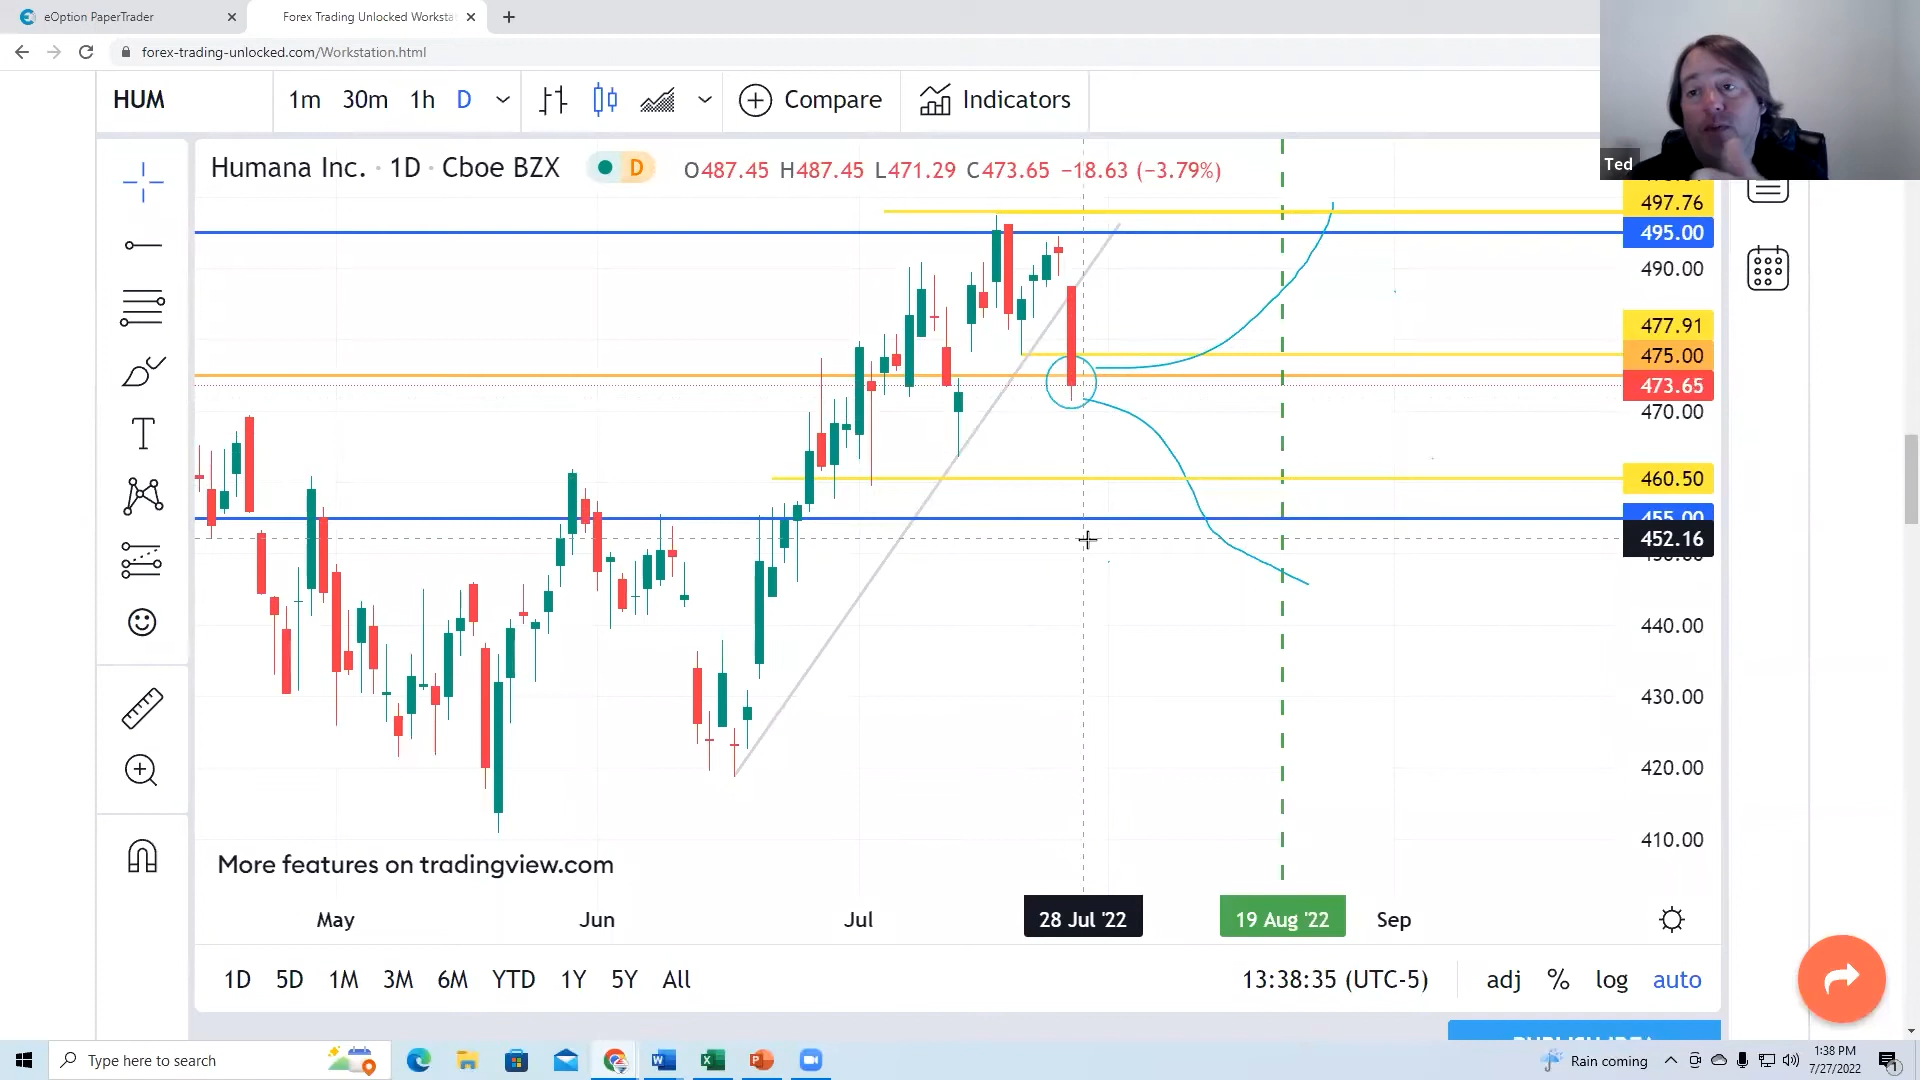 eOption PaperTrader
Forex Trading Unlocked Worksta
forex-trading-unlocked.com/Workstation.html
HUM
1m 30m 1h D
Compare
Indicators
Ted
Humana Inc. · 1D · Cboe BZX
D
O487.45 H487.45 L471.29 C473.65 −18.63 (−3.79%)
497.76
495.00
490.00
477.91
475.00
473.65
470.00
460.50
455.00
452.16
440.00
430.00
420.00
410.00
More features on tradingview.com
May
Jun
Jul
28 Jul '22
19 Aug '22
Sep
1D 5D 1M 3M 6M YTD 1Y 5Y All
13:38:35 (UTC-5)
adj % log auto
Type here to search
Rain coming
1:38 PM
7/27/2022
1